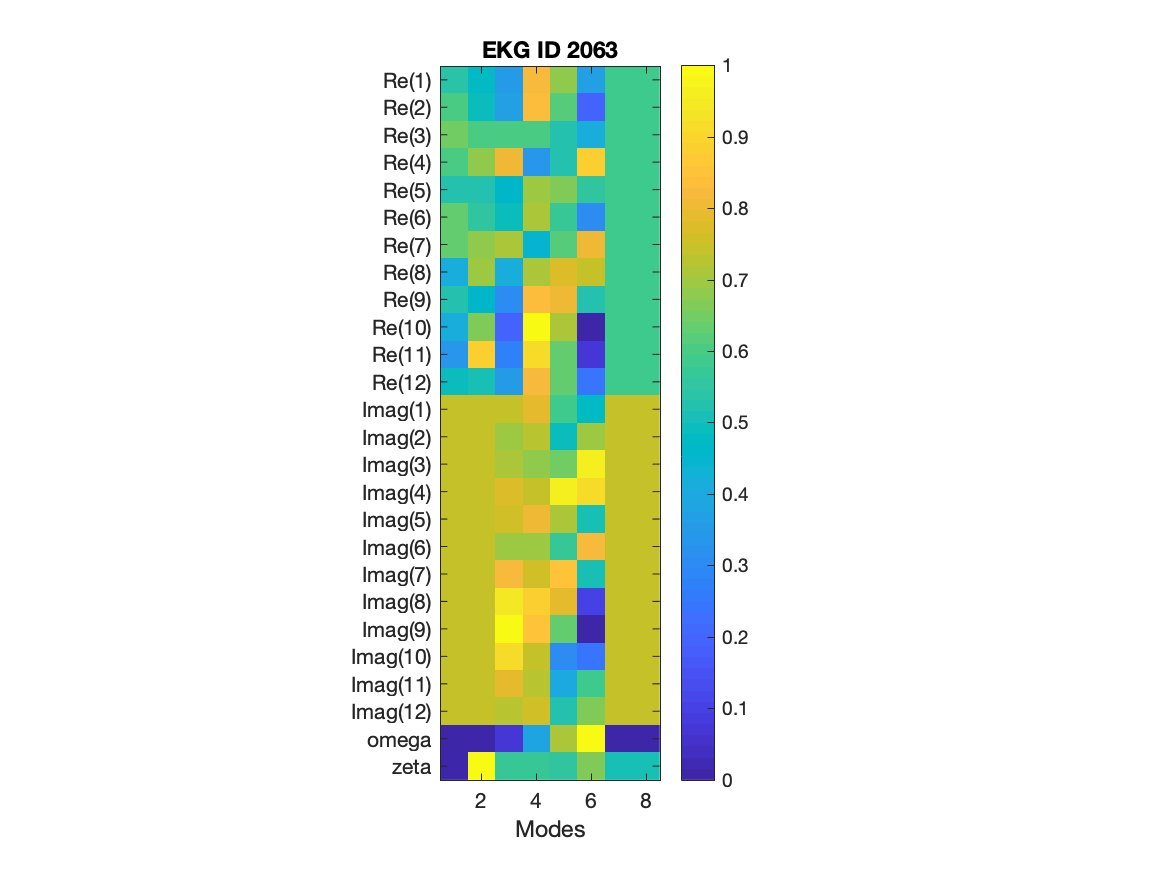 EKG ID 2063
Re(1)
Re(2)
Re(3)
Re(4)
Re(5)
Re(6)
Re(7)
Re(8)
Re(9)
Re(10)
Re(11)
Re(12)
Imag(1)
Imag(2)
Imag(3)
Imag(4)
Imag(5)
Imag(6)
Imag(7)
Imag(8)
Imag(9)
Imag(10)
Imag(11)
Imag(12)
omega
zeta
2 4 6 8
Modes
1
0.9
0.8
0.7
0.6
0.5
0.4
0.3
0.2
0.1
0